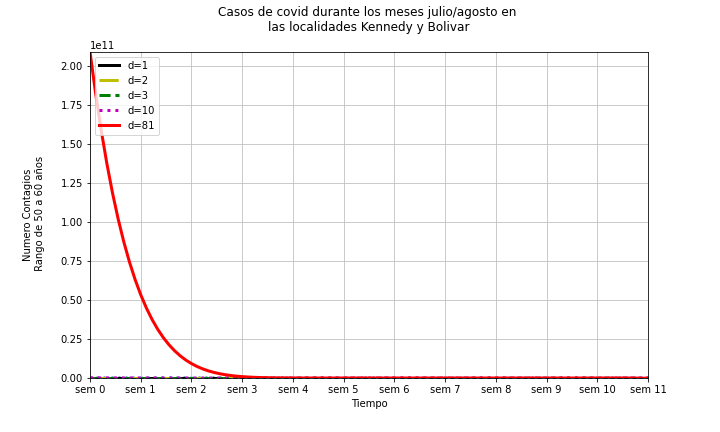 Casos de covid durante los meses julio/agosto en
las localidades Kennedy y Bolivar
1e11
2.00
1.75
1.50
1.25
1.00
0.75
0.50
0.25
0.00
Numero Contagios
Rango de 50 a 60 años
d=1
d=2
d=3
d=10
d=81
sem 0 sem 1 sem 2 sem 3 sem 4 sem 5 sem 6 sem 7 sem 8 sem 9 sem 10 sem 11
Tiempo